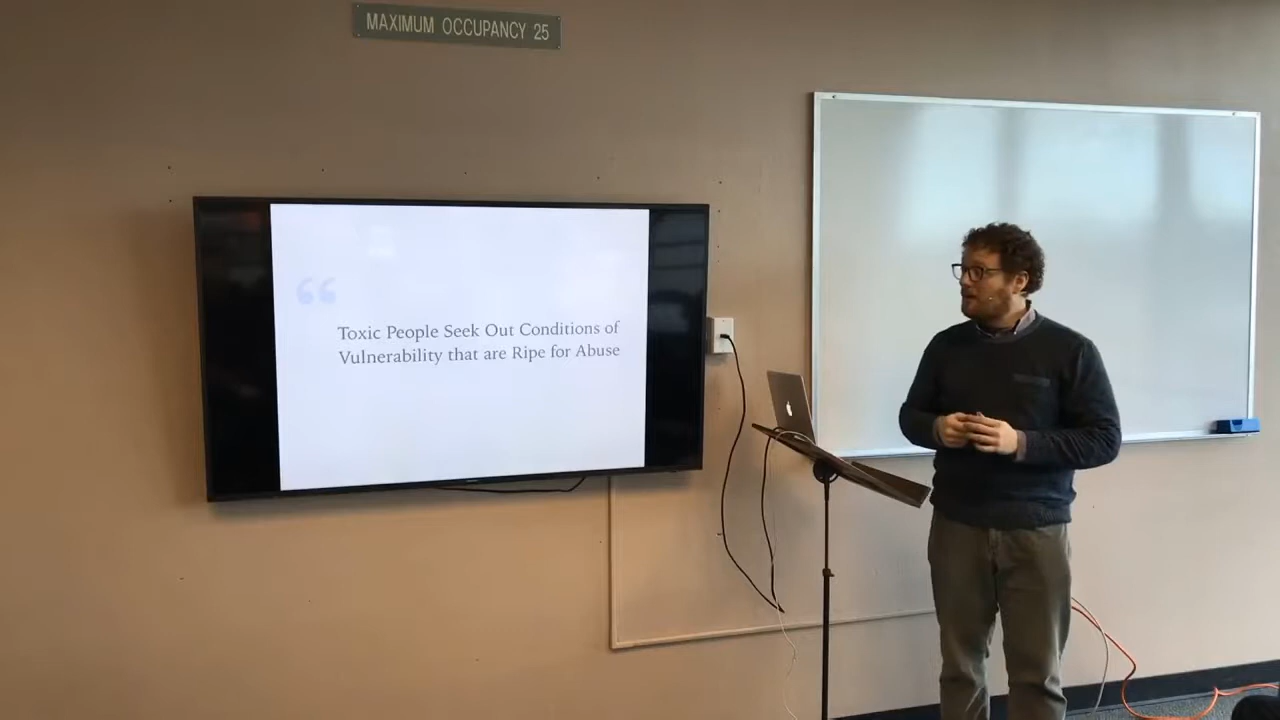 MAXIMUM OCCUPANCY 25
“
Toxic People Seek Out Conditions of
Vulnerability that are Ripe for Abuse